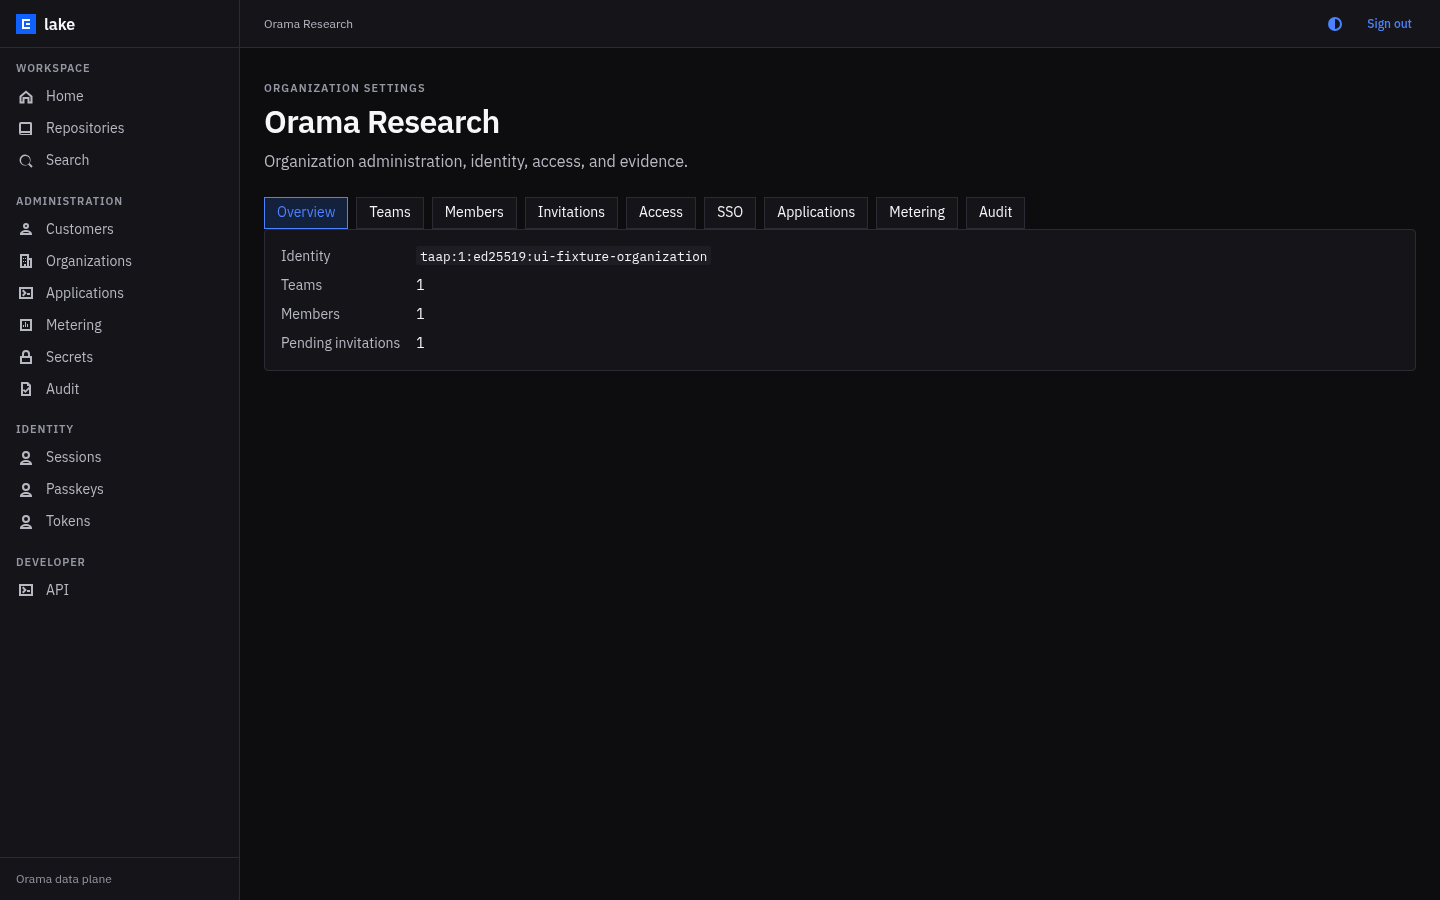 lake
Orama Research
Sign out
WORKSPACE
Home
Repositories
Search
ADMINISTRATION
Customers
Organizations
Applications
Metering
Secrets
Audit
IDENTITY
Sessions
Passkeys
Tokens
DEVELOPER
API
Orama data plane
ORGANIZATION SETTINGS
Orama Research
Organization administration, identity, access, and evidence.
Overview Teams Members Invitations Access SSO Applications Metering Audit
Identity taap:1:ed25519:ui-fixture-organization
Teams 1
Members 1
Pending invitations 1